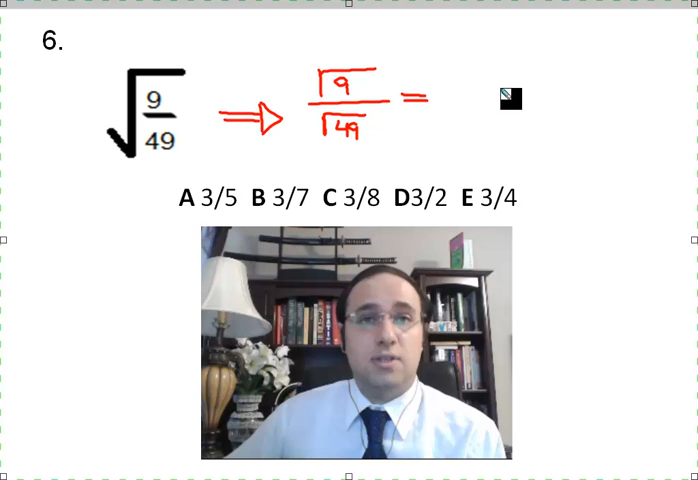 6.
√9/49 ⇒ √9/√49 =
A 3/5 B 3/7 C 3/8 D3/2 E 3/4